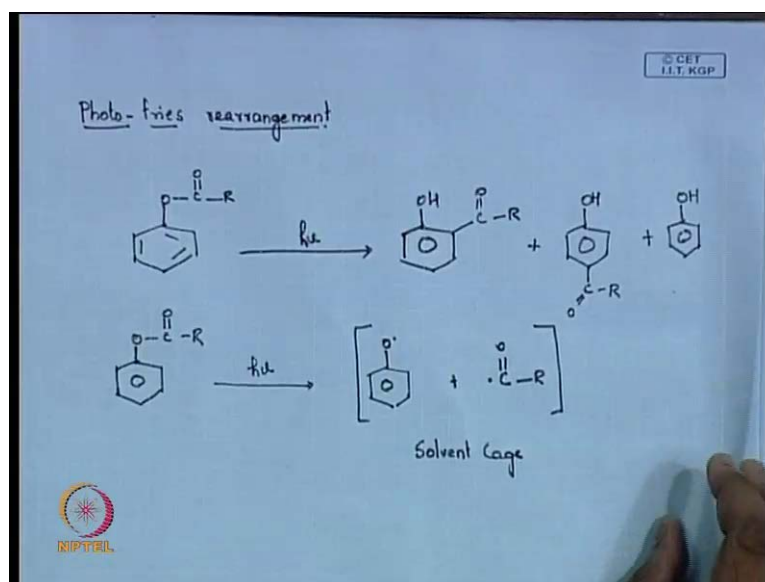 © CET
I.I.T. KGP
Photo-Fries rearrangement
O
O-C-R
hν
OH
O
C-R
+
OH
C-R
O
+
OH
O
O-C-R
hν
O·
+
O
·C-R
Solvent Cage
NPTEL